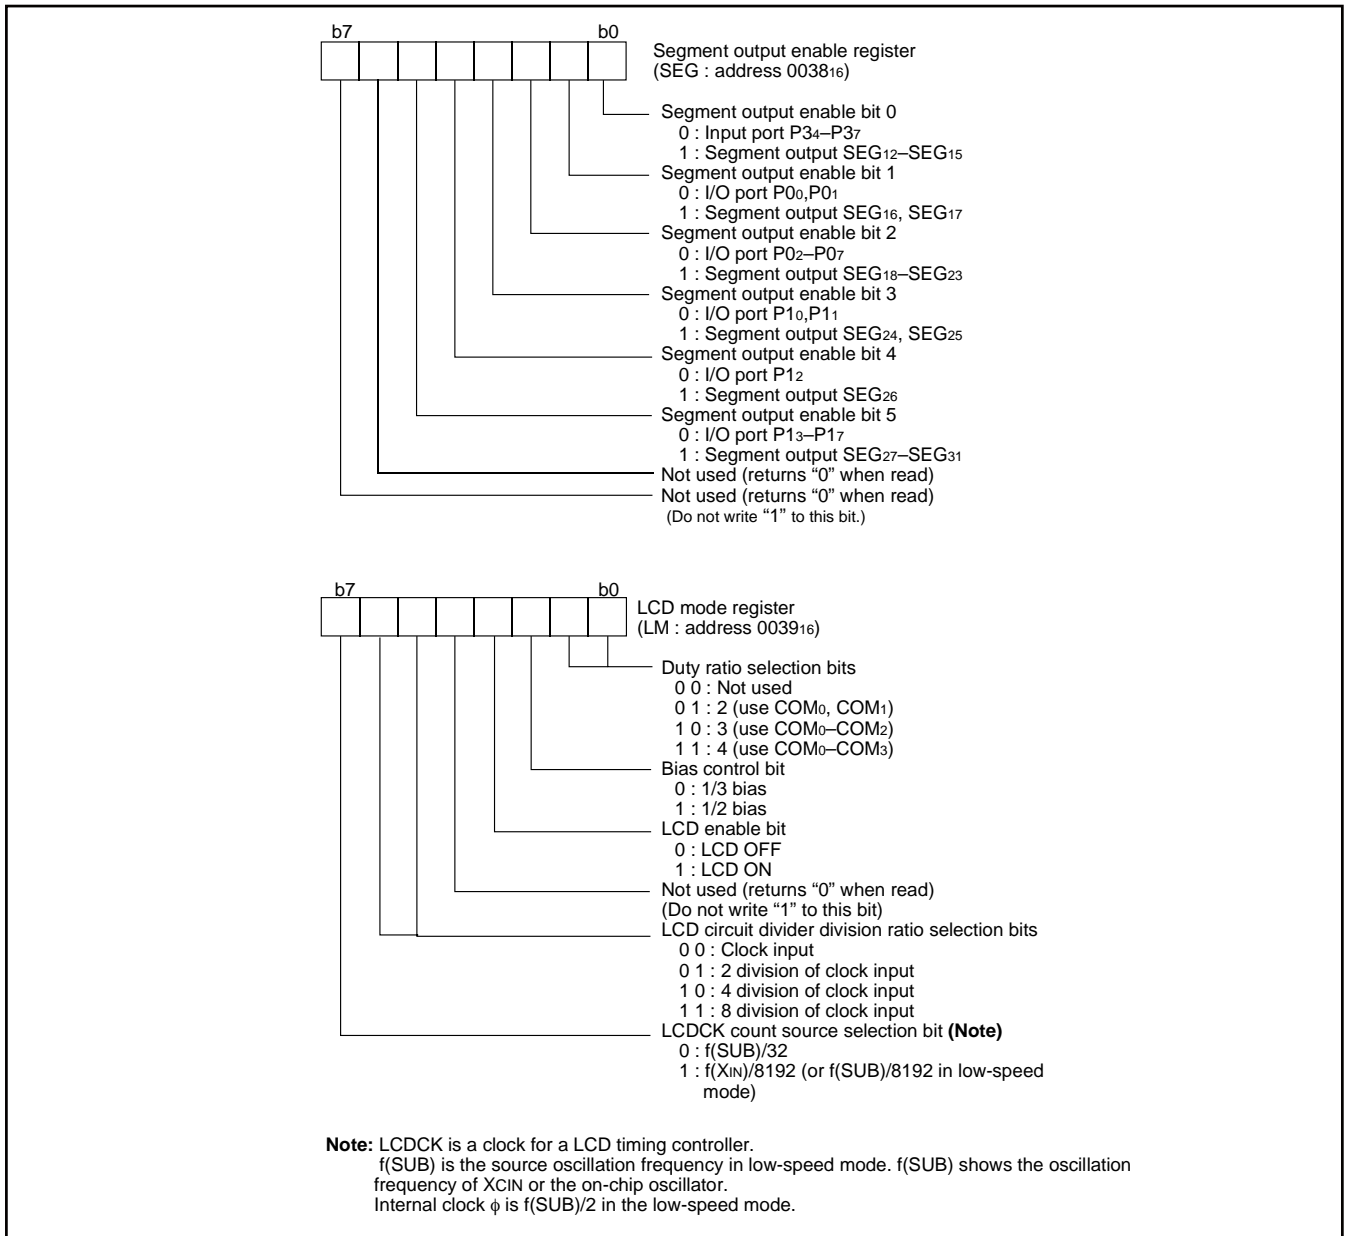 b7 b0
Segment output enable register
(SEG : address 003816)
Segment output enable bit 0
0 : Input port P34–P37
1 : Segment output SEG12–SEG15
Segment output enable bit 1
0 : I/O port P00,P01
1 : Segment output SEG16, SEG17
Segment output enable bit 2
0 : I/O port P02–P07
1 : Segment output SEG18–SEG23
Segment output enable bit 3
0 : I/O port P10,P11
1 : Segment output SEG24, SEG25
Segment output enable bit 4
0 : I/O port P12
1 : Segment output SEG26
Segment output enable bit 5
0 : I/O port P13–P17
1 : Segment output SEG27–SEG31
Not used (returns “0” when read)
Not used (returns “0” when read)
(Do not write “1” to this bit.)
b7 b0
LCD mode register
(LM : address 003916)
Duty ratio selection bits
0 0 : Not used
0 1 : 2 (use COM0, COM1)
1 0 : 3 (use COM0–COM2)
1 1 : 4 (use COM0–COM3)
Bias control bit
0 : 1/3 bias
1 : 1/2 bias
LCD enable bit
0 : LCD OFF
1 : LCD ON
Not used (returns “0” when read)
(Do not write “1” to this bit)
LCD circuit divider division ratio selection bits
0 0 : Clock input
0 1 : 2 division of clock input
1 0 : 4 division of clock input
1 1 : 8 division of clock input
LCDCK count source selection bit (Note)
0 : f(SUB)/32
1 : f(XIN)/8192 (or f(SUB)/8192 in low-speed
mode)
Note: LCDCK is a clock for a LCD timing controller.
f(SUB) is the source oscillation frequency in low-speed mode. f(SUB) shows the oscillation
frequency of XCIN or the on-chip oscillator.
Internal clock ϕ is f(SUB)/2 in the low-speed mode.